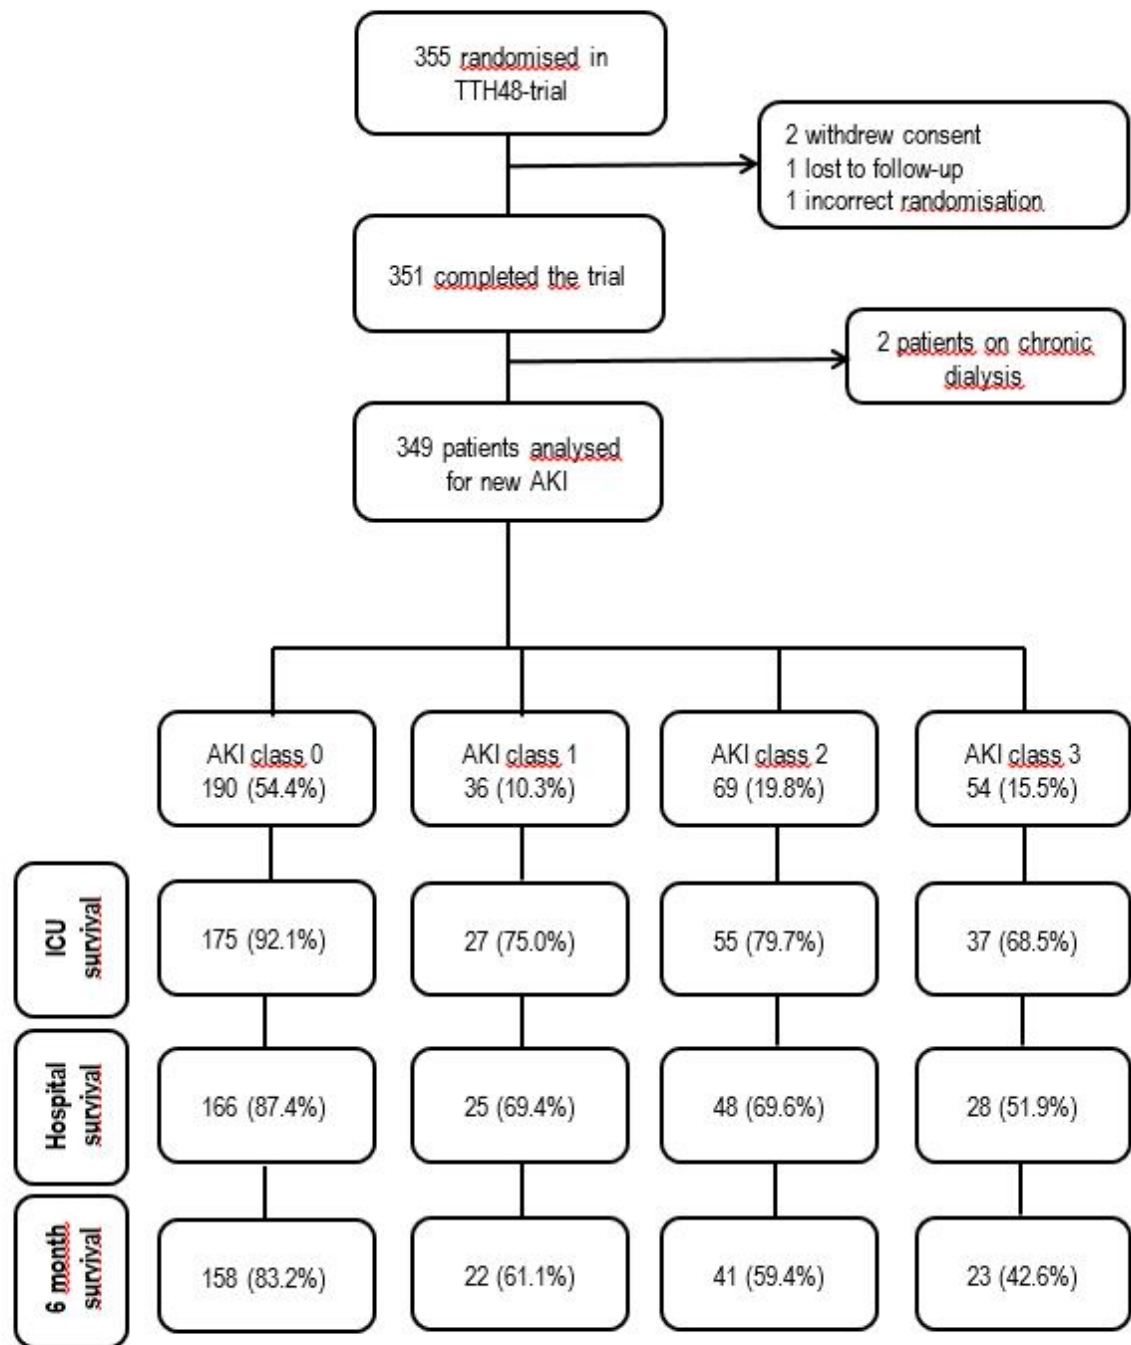 355 randomised in
TTH48-trial
2 withdrew consent
1 lost to follow-up
1 incorrect randomisation
351 completed the trial
2 patients on chronic
dialysis
349 patients analysed
for new AKI
AKI class 0
190 (54.4%)
AKI class 1
36 (10.3%)
AKI class 2
69 (19.8%)
AKI class 3
54 (15.5%)
ICU
survival
175 (92.1%)
27 (75.0%)
55 (79.7%)
37 (68.5%)
Hospital
survival
166 (87.4%)
25 (69.4%)
48 (69.6%)
28 (51.9%)
6 month
survival
158 (83.2%)
22 (61.1%)
41 (59.4%)
23 (42.6%)